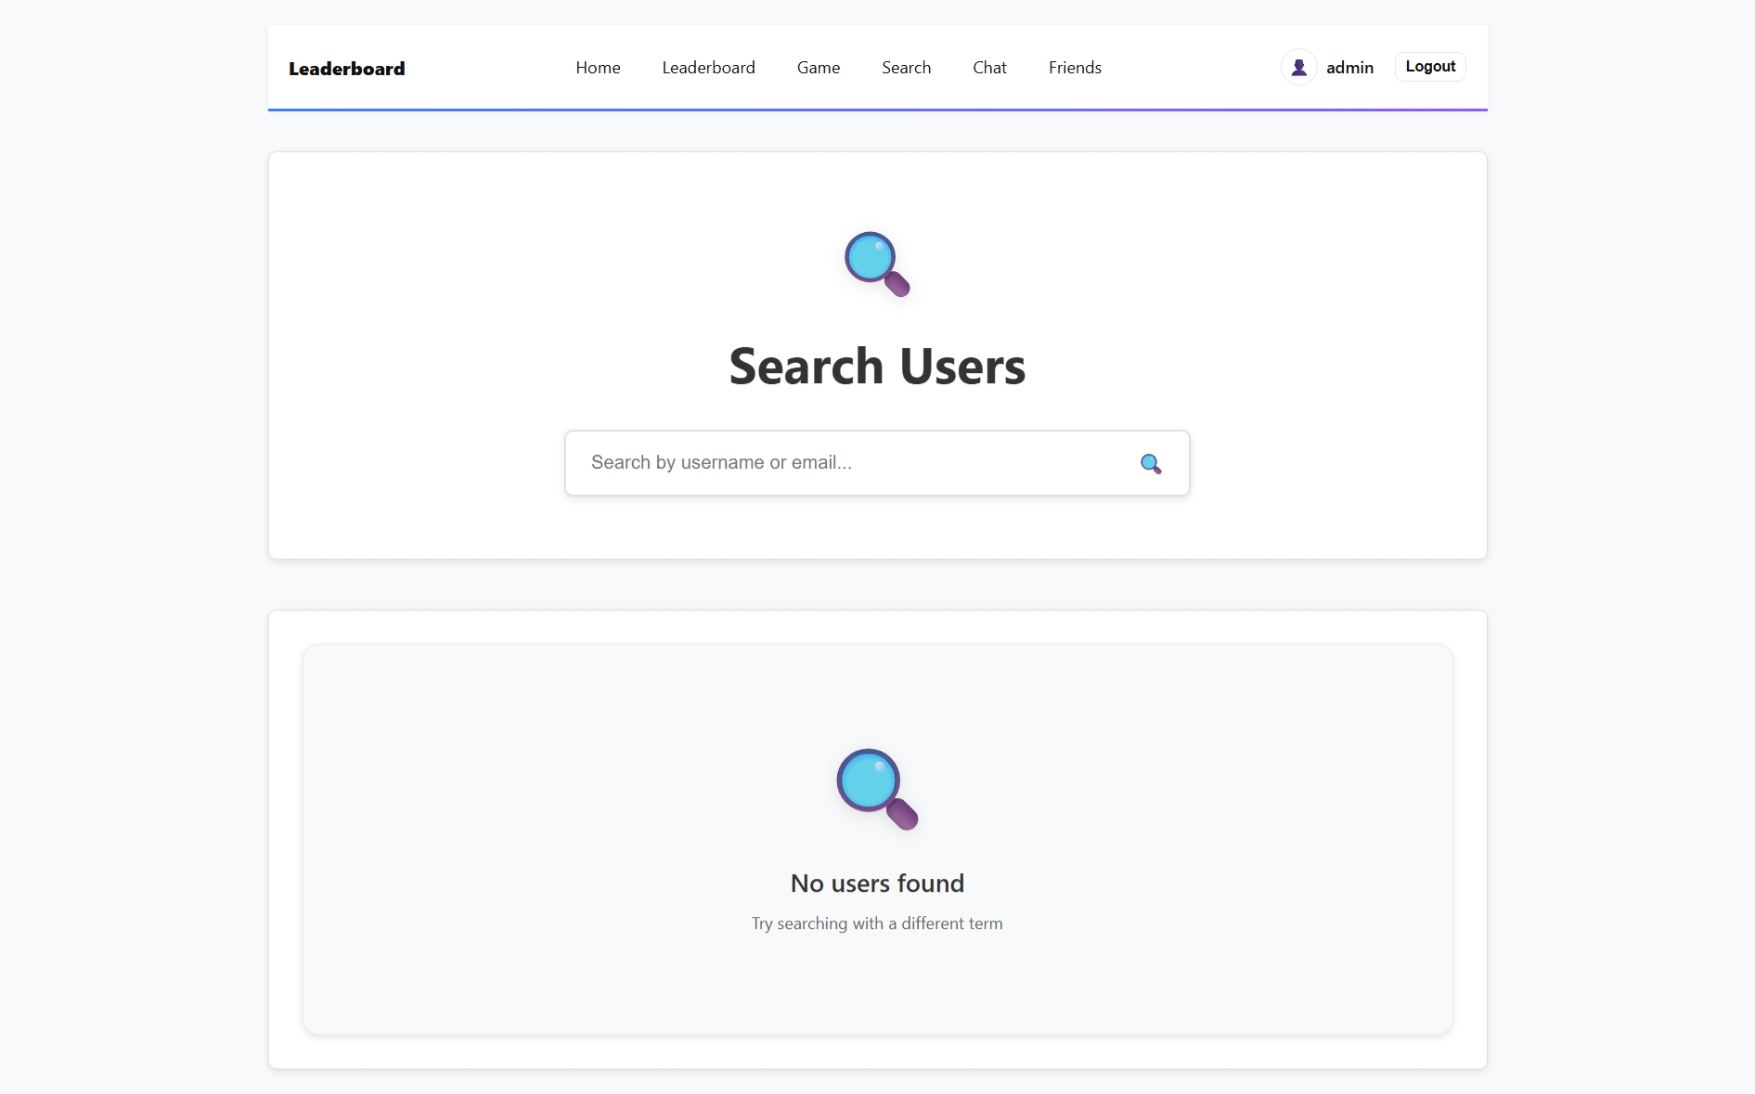 Leaderboard
Home
Leaderboard
Game
Search
Chat
Friends
admin
Logout
Search Users
Search by username or email...
No users found
Try searching with a different term